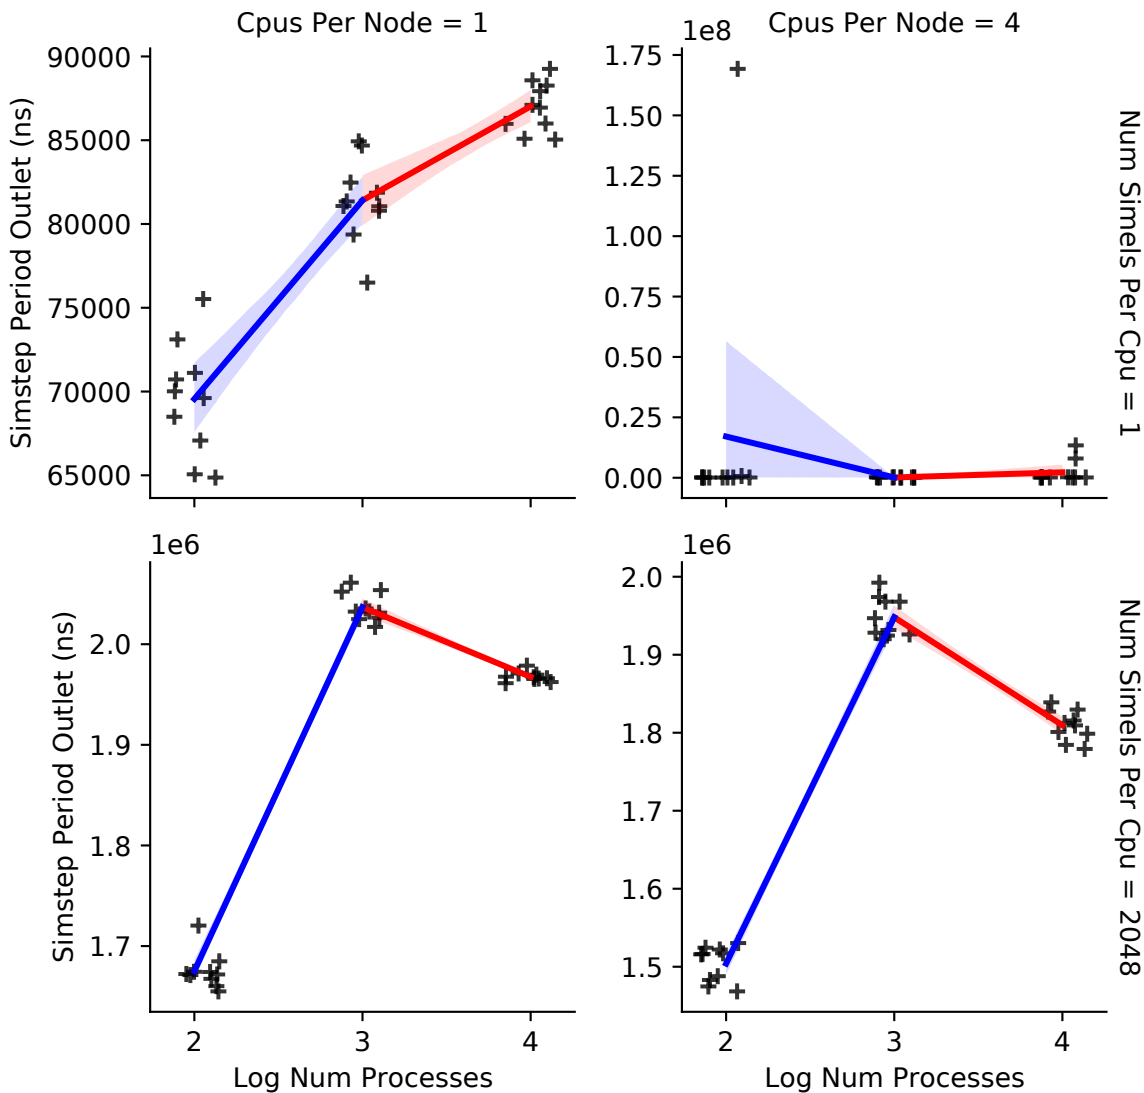 Cpus Per Node = 1
Cpus Per Node = 4
1e8
90000
85000
80000
75000
70000
65000
Simstep Period Outlet (ns)
1.75
1.50
1.25
1.00
0.75
0.50
0.25
0.00
Num Simels Per Cpu = 1
1e6
2.0
1.9
1.8
1.7
Simstep Period Outlet (ns)
2
3
4
Log Num Processes
1e6
2.0
1.9
1.8
1.7
1.6
1.5
2
3
4
Log Num Processes
Num Simels Per Cpu = 2048